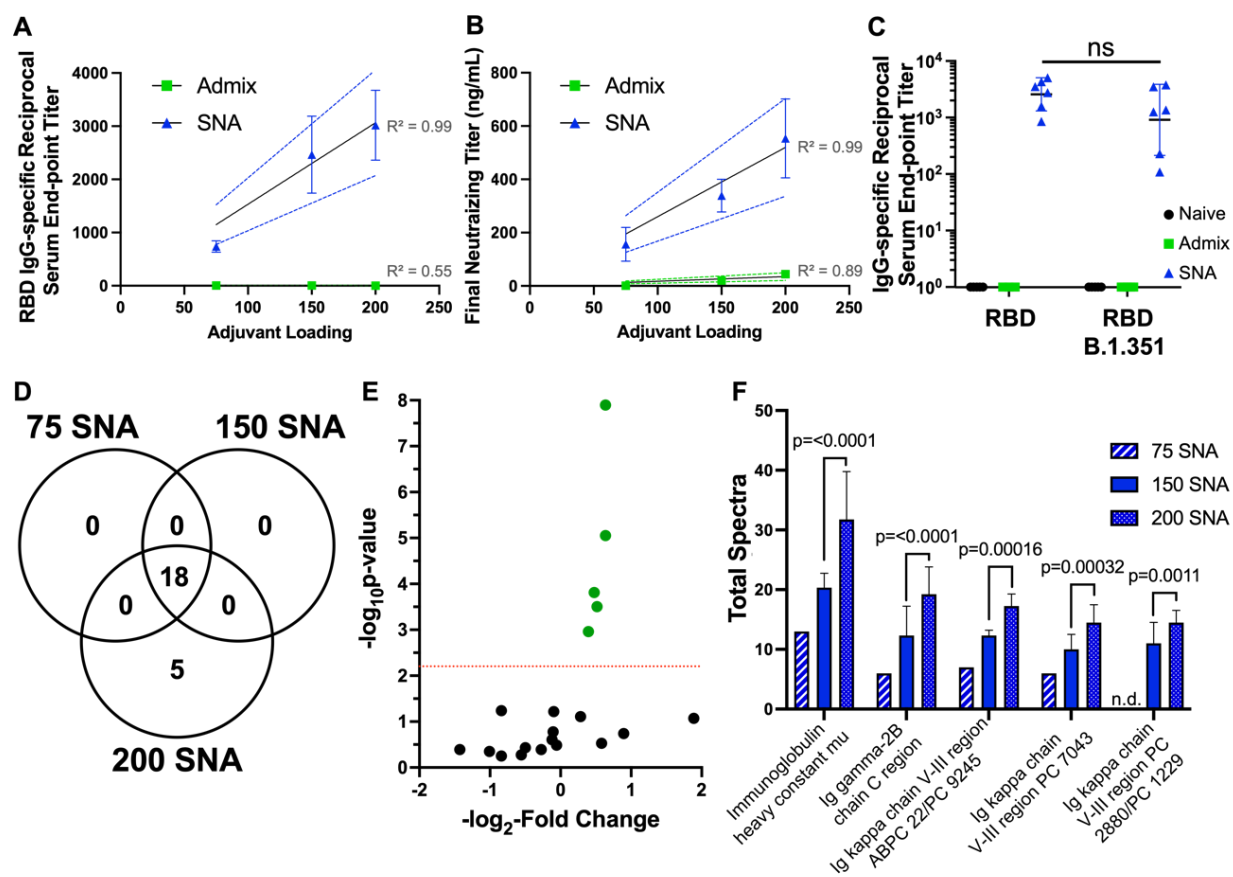 A
RBD IgG-specific Reciprocal
Serum End-point Titer
4000
3000
2000
1000
0
Admix
SNA
R² = 0.99
R² = 0.55
0
50
100
150
200
250
Adjuvant Loading
B
Final Neutraizing Titer (ng/mL)
800
600
400
200
0
Admix
SNA
R² = 0.99
R² = 0.89
0
50
100
150
200
250
Adjuvant Loading
C
IgG-specific Reciprocal
Serum End-point Titer
ns
10⁴
10³
10²
10¹
10⁰
Naive
Admix
SNA
RBD
RBD
B.1.351
D
75 SNA
150 SNA
0
0
0
18
0
0
5
200 SNA
E
-log₁₀p-value
8
7
6
5
4
3
2
1
0
-2
-1
0
1
2
-log₂-Fold Change
F
Total Spectra
50
40
30
20
10
0
75 SNA
150 SNA
200 SNA
p=<0.0001
p=<0.0001
p=0.00016
p=0.00032
p=0.0011
n.d.
Immunoglobulin
heavy constant mu
Ig gamma-2B
chain C region
Ig kappa chain V-III region
ABPC 22/PC 9245
Ig kappa chain
V-III region PC 7043
Ig kappa chain
V-III region PC
2880/PC 1229